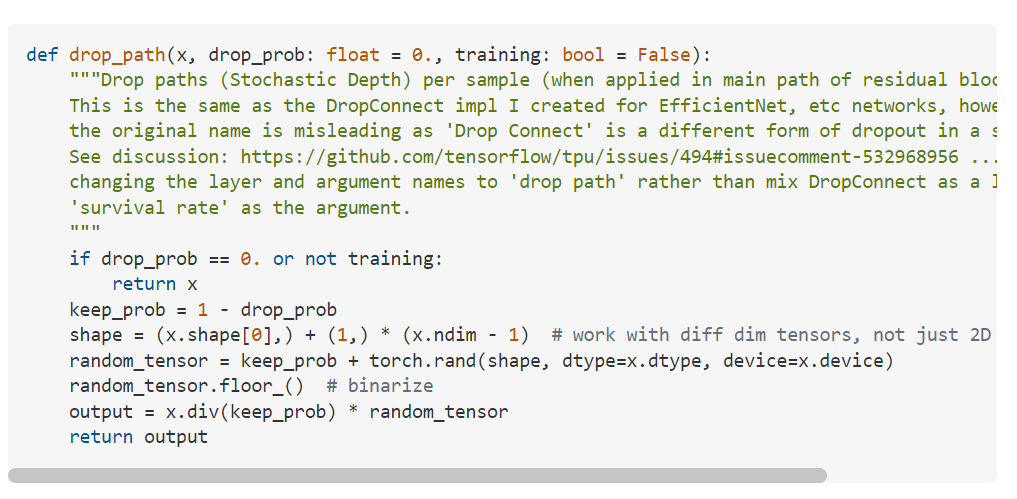 def drop_path(x, drop_prob: float = 0., training: bool = False):
    """Drop paths (Stochastic Depth) per sample (when applied in main path of residual
    This is the same as the DropConnect impl I created for EfficientNet, etc networks,
    the original name is misleading as 'Drop Connect' is a different form of dropout in a
    See discussion: https://github.com/tensorflow/tpu/issues/494#issuecomment-532968956 ...
    changing the layer and argument names to 'drop path' rather than mix DropConnect as a
    'survival rate' as the argument.
    """
    if drop_prob == 0. or not training:
        return x
    keep_prob = 1 - drop_prob
    shape = (x.shape[0],) + (1,) * (x.ndim - 1)  # work with diff dim tensors, not just 2D
    random_tensor = keep_prob + torch.rand(shape, dtype=x.dtype, device=x.device)
    random_tensor.floor_()  # binarize
    output = x.div(keep_prob) * random_tensor
    return output